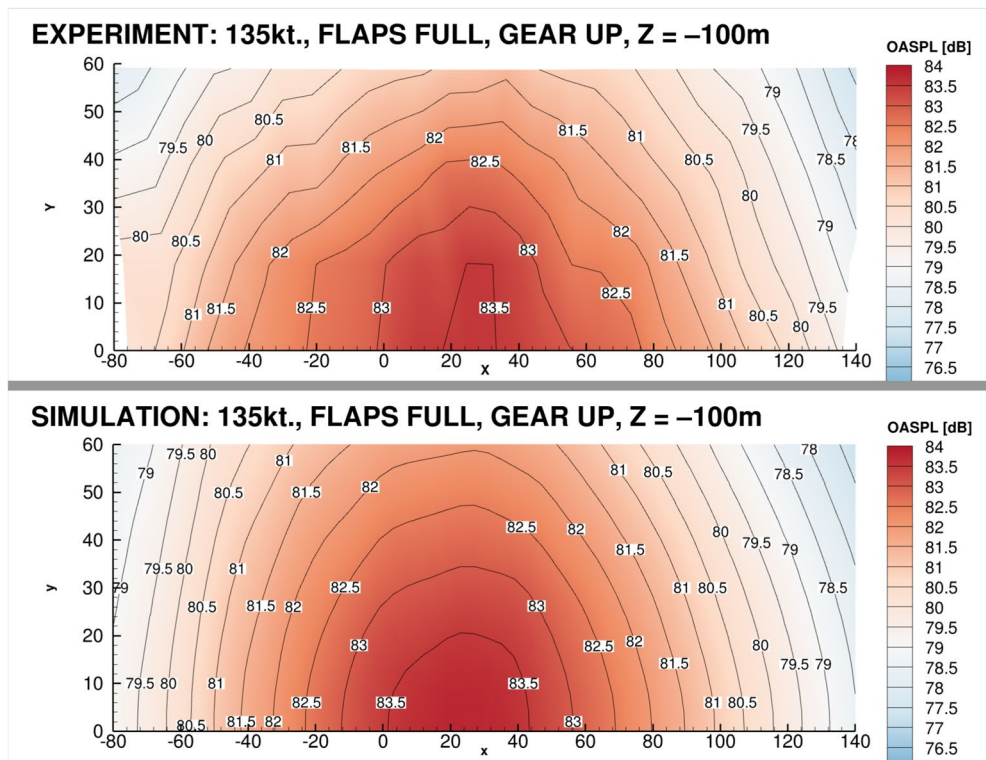 EXPERIMENT: 135kt., FLAPS FULL, GEAR UP, Z = –100m
OASPL [dB]
60
50
40
30
20
10
0
Y
-80 -60 -40 -20 0 20 40 60 80 100 120 140
X
79 80.5 81.5 82 81.5 81 79.5
79.5 80 81 81.5 82.5 80.5 78.5
80 80.5 82 83 82 81.5 80 79
81 81.5 82.5 83 83.5 82.5 81 80.5 80 79.5
84
83.5
83
82.5
82
81.5
81
80.5
80
79.5
79
78.5
78
77.5
77
76.5
SIMULATION: 135kt., FLAPS FULL, GEAR UP, Z = –100m
OASPL [dB]
60
50
40
30
20
10
0
y
-80 -60 -40 -20 0 20 40 60 80 100 120 140
x
79 79.5 80 81 81 80.5 78 78.5
80.5 81.5 82 82.5 82 81.5 80 79.5 79
79 79.5 80 81 82.5 81 80.5 78.5
80.5 81.5 82 83 83 82.5 82 81.5 80 79.5 79
79.5 80 81 82.5 83.5 83.5 81 80.5
80.5 81.5 82 83
84
83.5
83
82.5
82
81.5
81
80.5
80
79.5
79
78.5
78
77.5
77
76.5